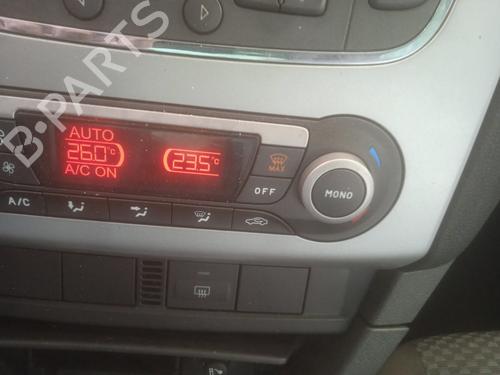 B-PARTS
AUTO
26.0°C 23.5°C
A/C ON
MAX
OFF
MONO
A/C